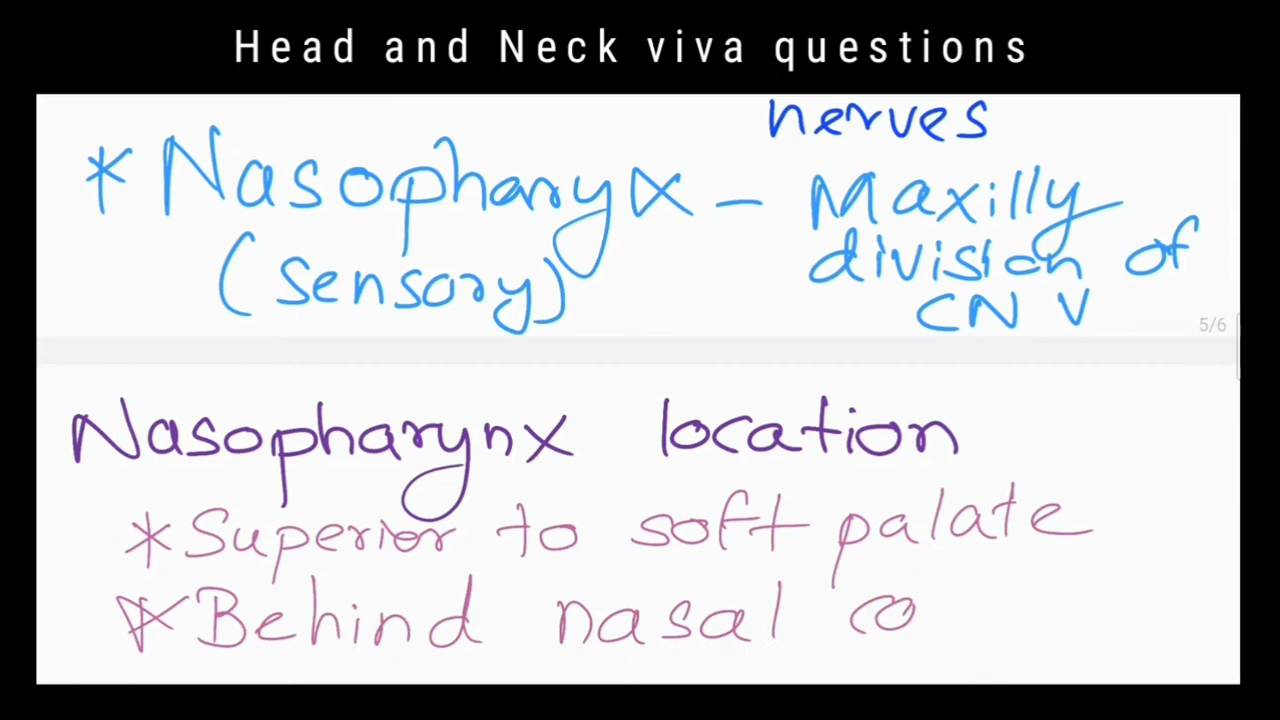 Head and Neck viva questions
nerves
* Nasopharyx - Maxilly
(sensory) division of
CN V
5/6
Nasopharynx location
* Superior to soft palate
* Behind nasal co